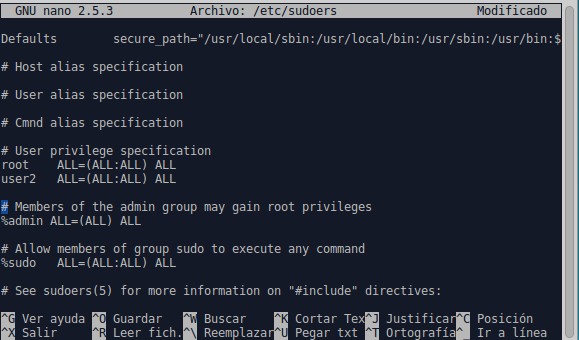 GNU nano 2.5.3 Archivo: /etc/sudoers Modificado
Defaults secure_path="/usr/local/sbin:/usr/local/bin:/usr/sbin:/usr/bin:$
# Host alias specification
# User alias specification
# Cmnd alias specification
# User privilege specification
root ALL=(ALL:ALL) ALL
user2 ALL=(ALL:ALL) ALL
# Members of the admin group may gain root privileges
%admin ALL=(ALL) ALL
# Allow members of group sudo to execute any command
%sudo ALL=(ALL:ALL) ALL
# See sudoers(5) for more information on "#include" directives:
^G Ver ayuda ^O Guardar ^W Buscar ^K Cortar Tex^J Justificar^C Posición
^X Salir ^R Leer fich.^\ Reemplazar^U Pegar txt ^T Ortografía^_ Ir a línea